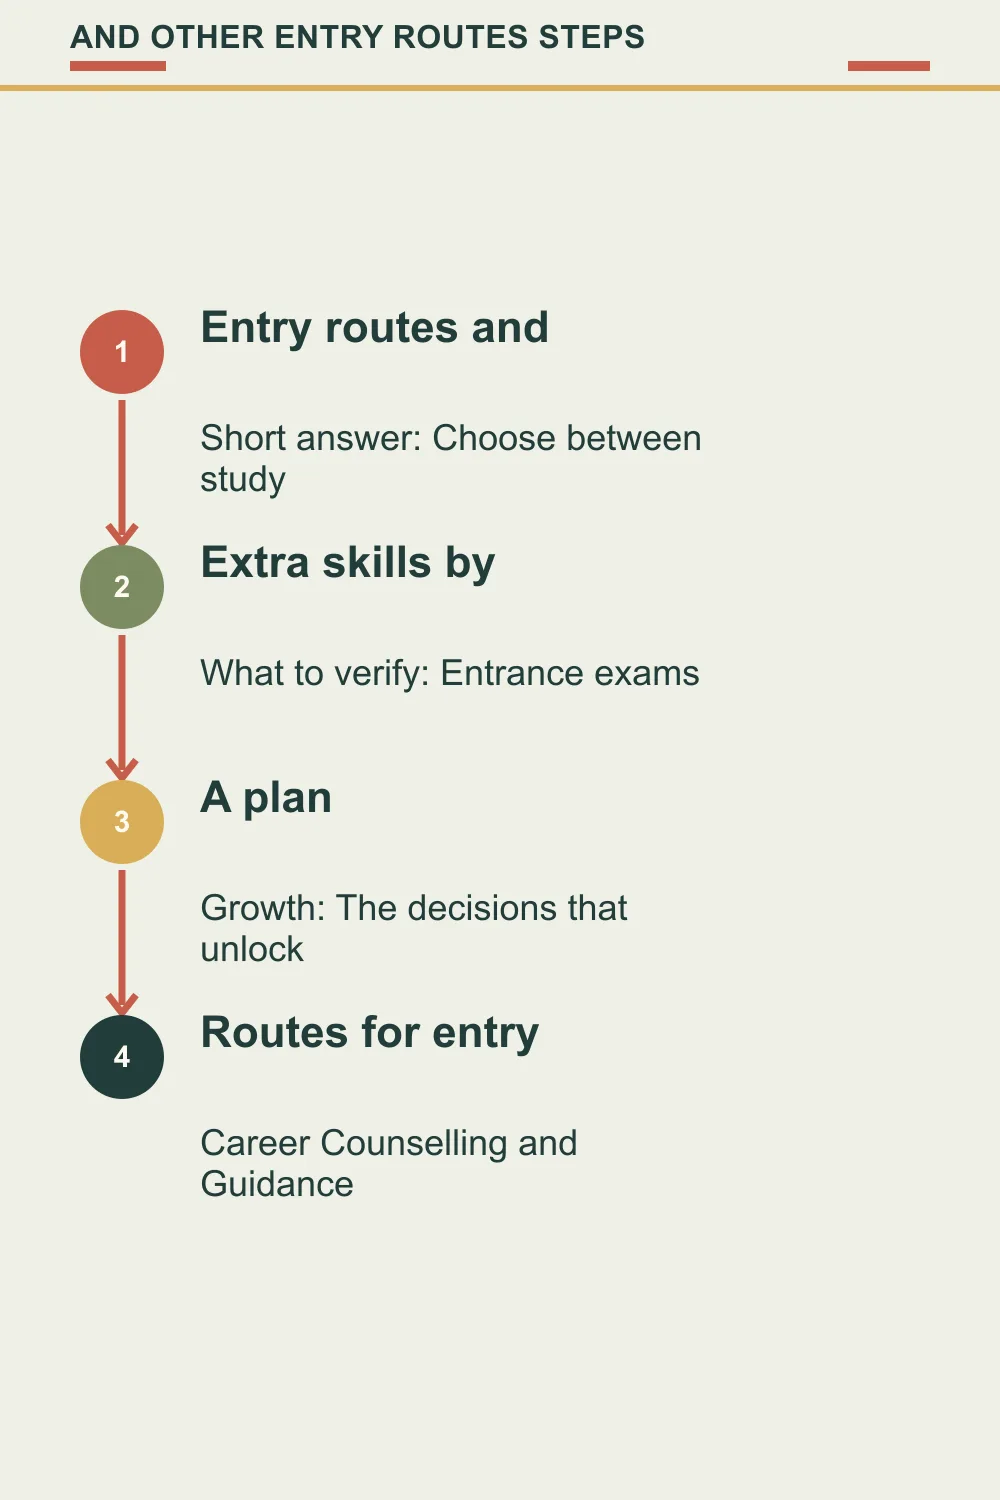 AND OTHER ENTRY ROUTES STEPS
1
Entry routes and
Short answer: Choose between
study
2
Extra skills by
What to verify: Entrance exams
3
A plan
Growth: The decisions that
unlock
4
Routes for entry
Career Counselling and
Guidance